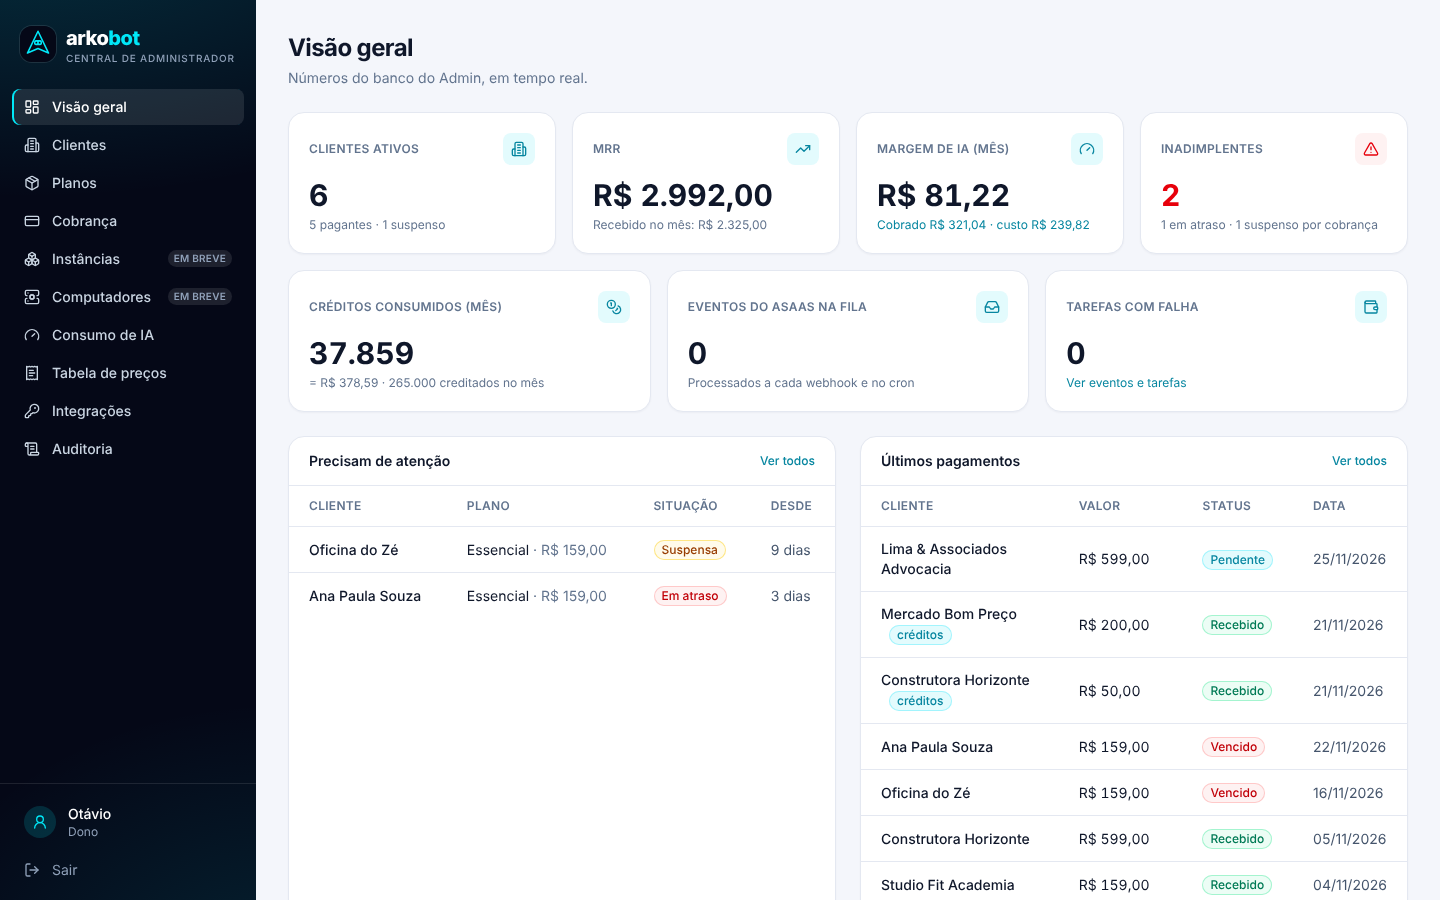 arkobot
CENTRAL DE ADMINISTRADOR
Visão geral
Clientes
Planos
Cobrança
Instâncias EM BREVE
Computadores EM BREVE
Consumo de IA
Tabela de preços
Integrações
Auditoria
Otávio
Dono
Sair
Visão geral
Números do banco do Admin, em tempo real.
CLIENTES ATIVOS
6
5 pagantes · 1 suspenso
MRR
R$ 2.992,00
Recebido no mês: R$ 2.325,00
MARGEM DE IA (MÊS)
R$ 81,22
Cobrado R$ 321,04 · custo R$ 239,82
INADIMPLENTES
2
1 em atraso · 1 suspenso por cobrança
CRÉDITOS CONSUMIDOS (MÊS)
37.859
= R$ 378,59 · 265.000 creditados no mês
EVENTOS DO ASAAS NA FILA
0
Processados a cada webhook e no cron
TAREFAS COM FALHA
0
Ver eventos e tarefas
Precisam de atenção Ver todos
CLIENTE PLANO SITUAÇÃO DESDE
Oficina do Zé Essencial · R$ 159,00 Suspensa 9 dias
Ana Paula Souza Essencial · R$ 159,00 Em atraso 3 dias
Últimos pagamentos Ver todos
CLIENTE VALOR STATUS DATA
Lima & Associados
Advocacia R$ 599,00 Pendente 25/11/2026
Mercado Bom Preço
créditos R$ 200,00 Recebido 21/11/2026
Construtora Horizonte
créditos R$ 50,00 Recebido 21/11/2026
Ana Paula Souza R$ 159,00 Vencido 22/11/2026
Oficina do Zé R$ 159,00 Vencido 16/11/2026
Construtora Horizonte R$ 599,00 Recebido 05/11/2026
Studio Fit Academia R$ 159,00 Recebido 04/11/2026